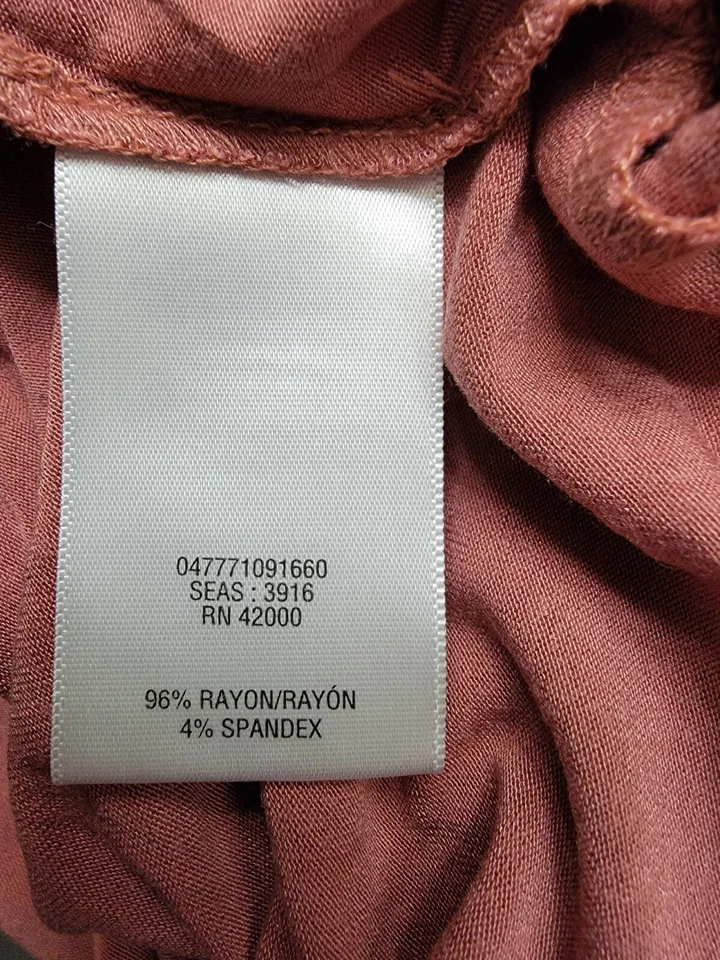 047771091660
SEAS : 3916
RN 42000
96% RAYON/RAYÓN
4% SPANDEX